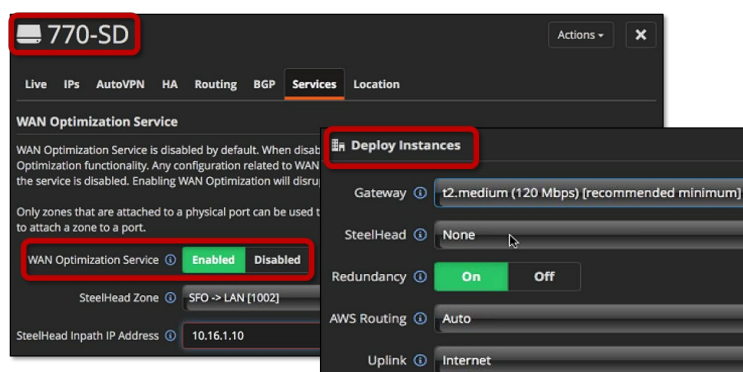 770-SD
Actions
Live IPs AutoVPN HA Routing BGP Services Location
WAN Optimization Service
WAN Optimization Service is disabled by default. When disab
Optimization functionality. Any configuration related to WAN
the service is disabled. Enabling WAN Optimization will disru
Only zones that are attached to a physical port can be used t
to attach a zone to a port.
WAN Optimization Service Enabled Disabled
SteelHead Zone SFO -> LAN [1002]
SteelHead Inpath IP Address 10.16.1.10
Deploy Instances
Gateway t2.medium (120 Mbps) [recommended minimum]
SteelHead None
Redundancy On Off
AWS Routing Auto
Uplink Internet